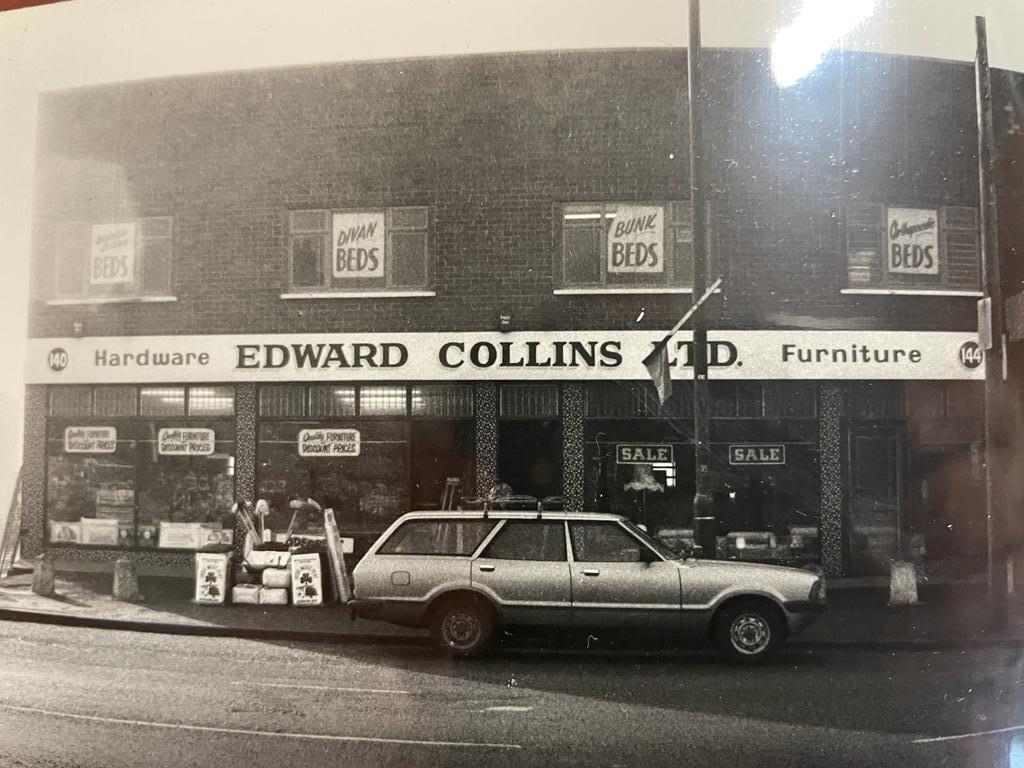 BEDS
DIVAN
BEDS
BUNK
BEDS
Orthopaedic
BEDS
140 Hardware EDWARD COLLINS LTD. Furniture 144
Quality FURNITURE
DISCOUNT PRICES
Quality FURNITURE
DISCOUNT PRICES
Quality FURNITURE
DISCOUNT PRICES
SALE
SALE